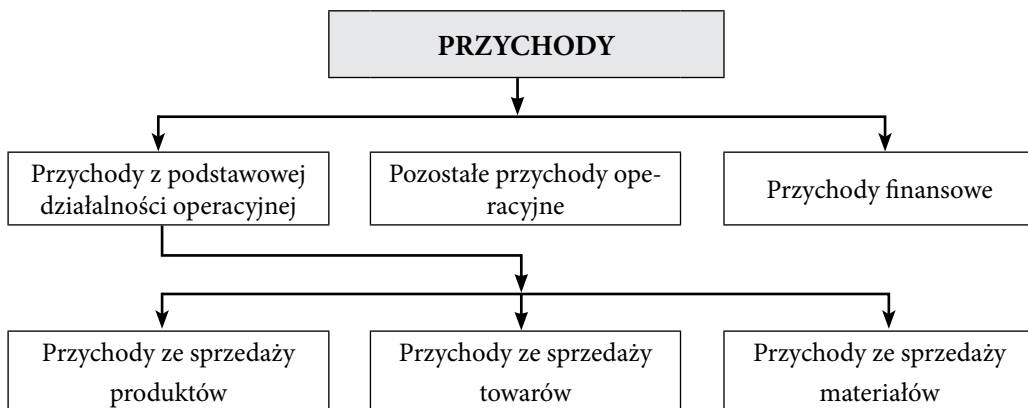 PRZYCHODY
Przychody z podstawowej
działalności operacyjnej
Pozostałe przychody ope-
racyjne
Przychody finansowe
Przychody ze sprzedaży
produktów
Przychody ze sprzedaży
towarów
Przychody ze sprzedaży
materiałów